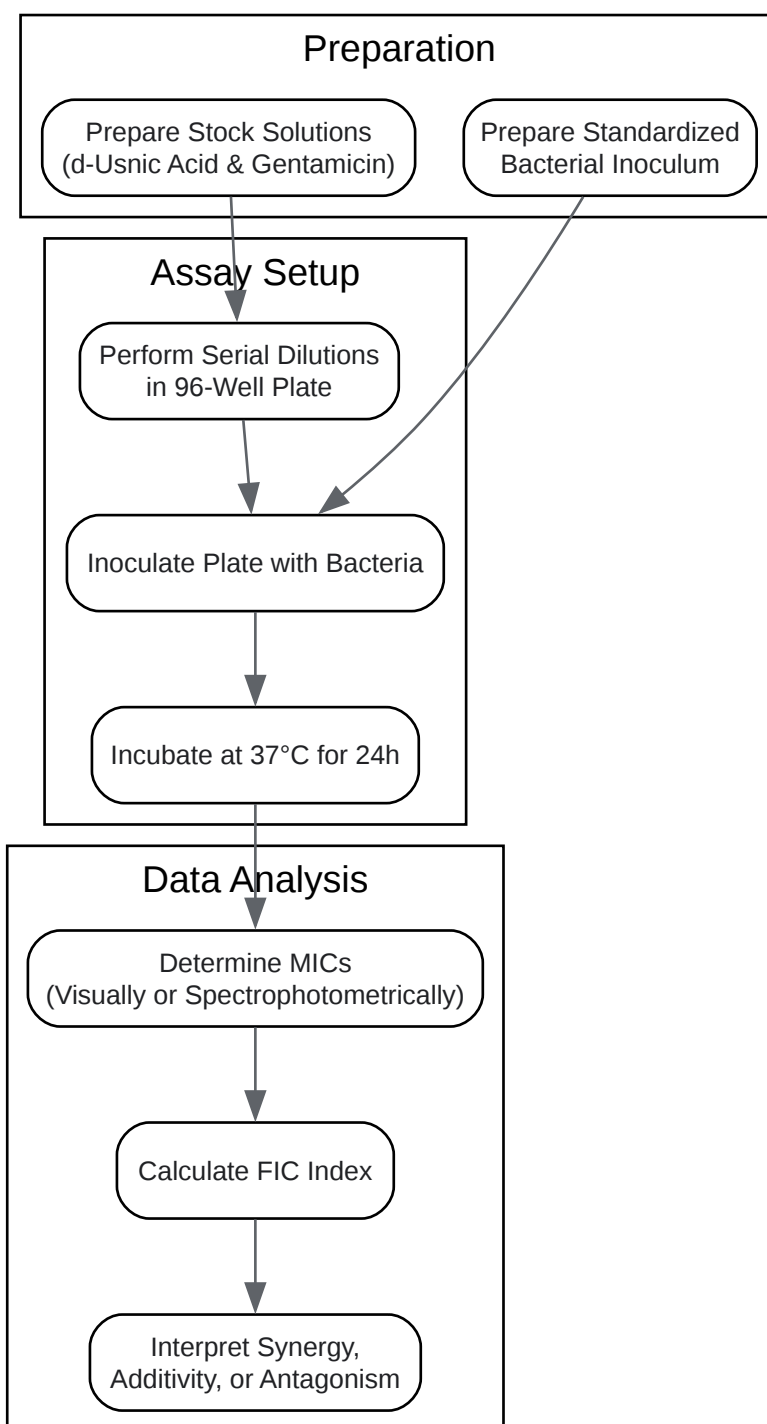 Preparation
Prepare Stock Solutions
(d-Usnic Acid & Gentamicin)
Prepare Standardized
Bacterial Inoculum
Assay Setup
Perform Serial Dilutions
in 96-Well Plate
Inoculate Plate with Bacteria
Incubate at 37°C for 24h
Data Analysis
Determine MICs
(Visually or Spectrophotometrically)
Calculate FIC Index
Interpret Synergy,
Additivity, or Antagonism